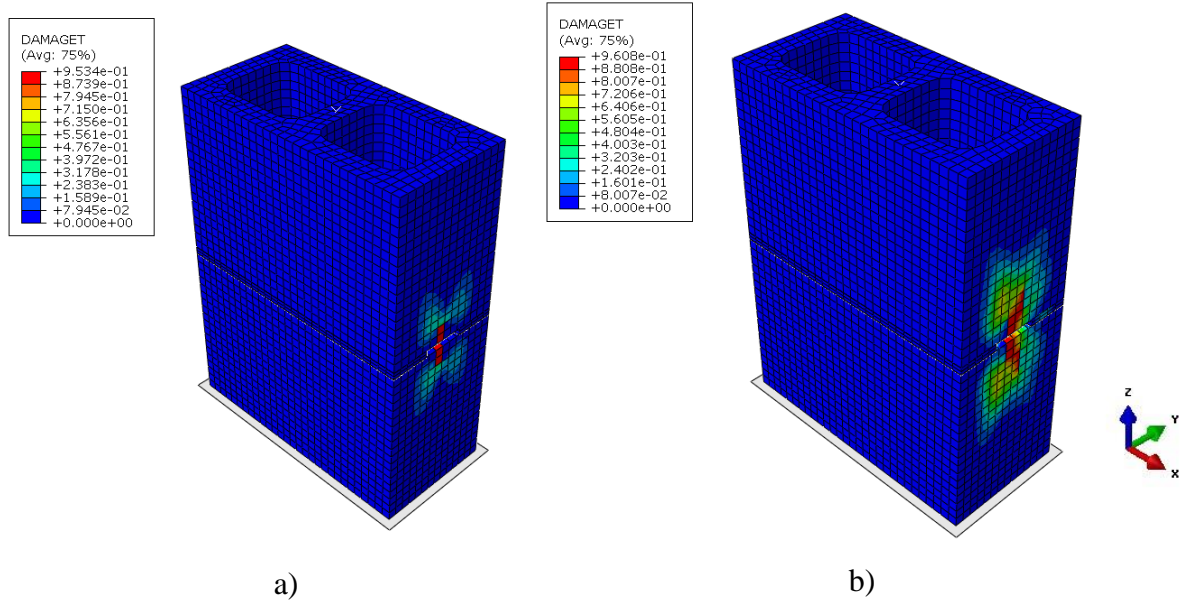 DAMAGET
(Avg: 75%)
+9.534e-01
+8.739e-01
+7.945e-01
+7.150e-01
+6.356e-01
+5.561e-01
+4.767e-01
+3.972e-01
+3.178e-01
+2.383e-01
+1.589e-01
+7.945e-02
+0.000e+00
DAMAGET
(Avg: 75%)
+9.608e-01
+8.808e-01
+8.007e-01
+7.206e-01
+6.406e-01
+5.605e-01
+4.804e-01
+4.003e-01
+3.203e-01
+2.402e-01
+1.601e-01
+8.007e-02
+0.000e+00
Z
Y
X
a)
b)